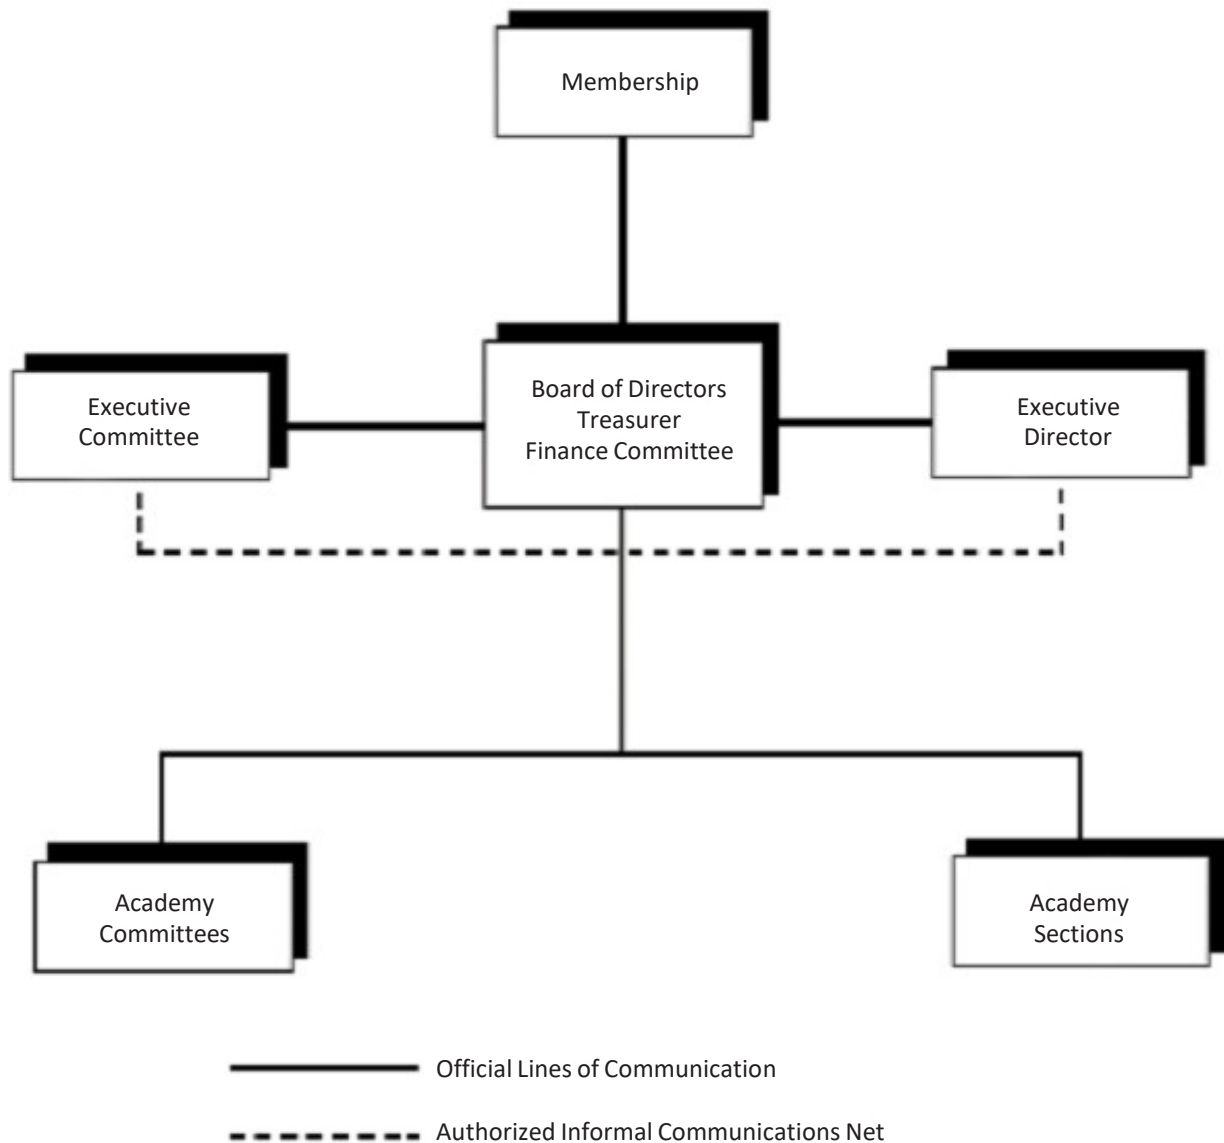 Membership
Executive
Committee
Board of Directors
Treasurer
Finance Committee
Executive
Director
Academy
Committees
Academy
Sections
Official Lines of Communication
Authorized Informal Communications Net